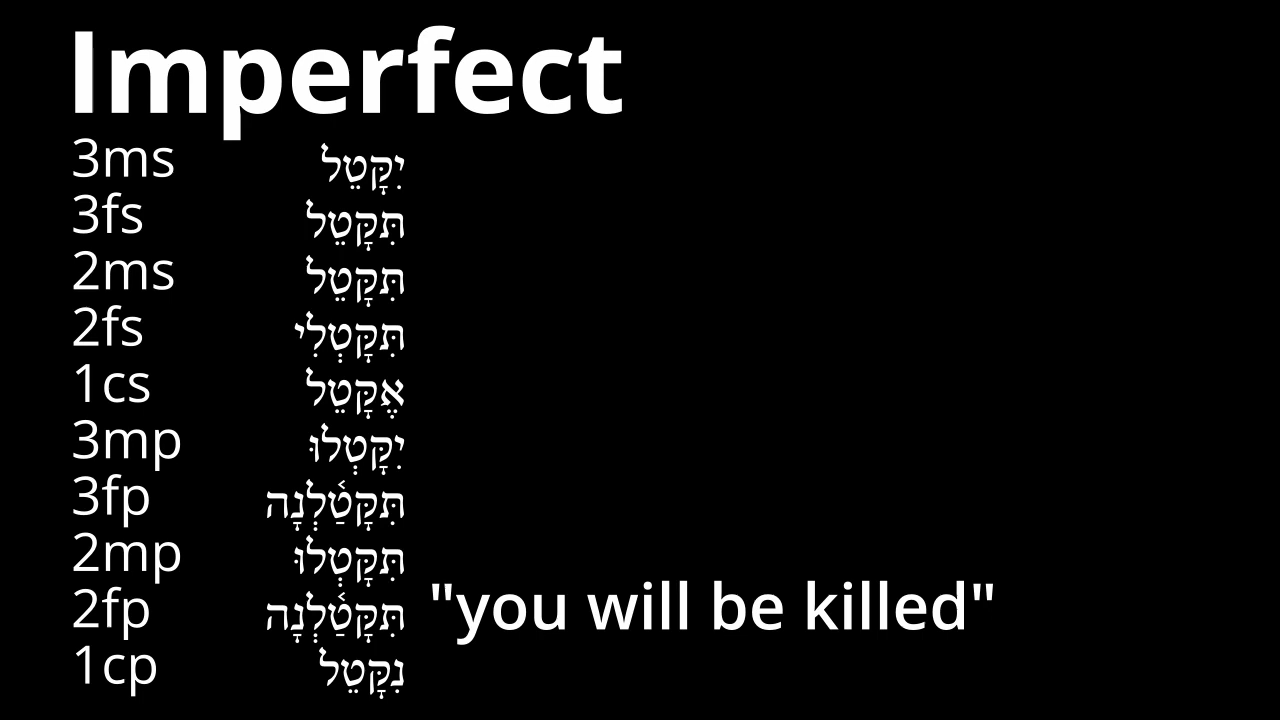 Imperfect
3ms יִקָּטֵל
3fs תִּקָּטֵל
2ms תִּקָּטֵל
2fs תִּקָּטְלִי
1cs אֶקָּטֵל
3mp יִקָּטְלוּ
3fp תִּקָּטַ֫לְנָה
2mp תִּקָּטְלוּ
2fp תִּקָּטַ֫לְנָה "you will be killed"
1cp נִקָּטֵל